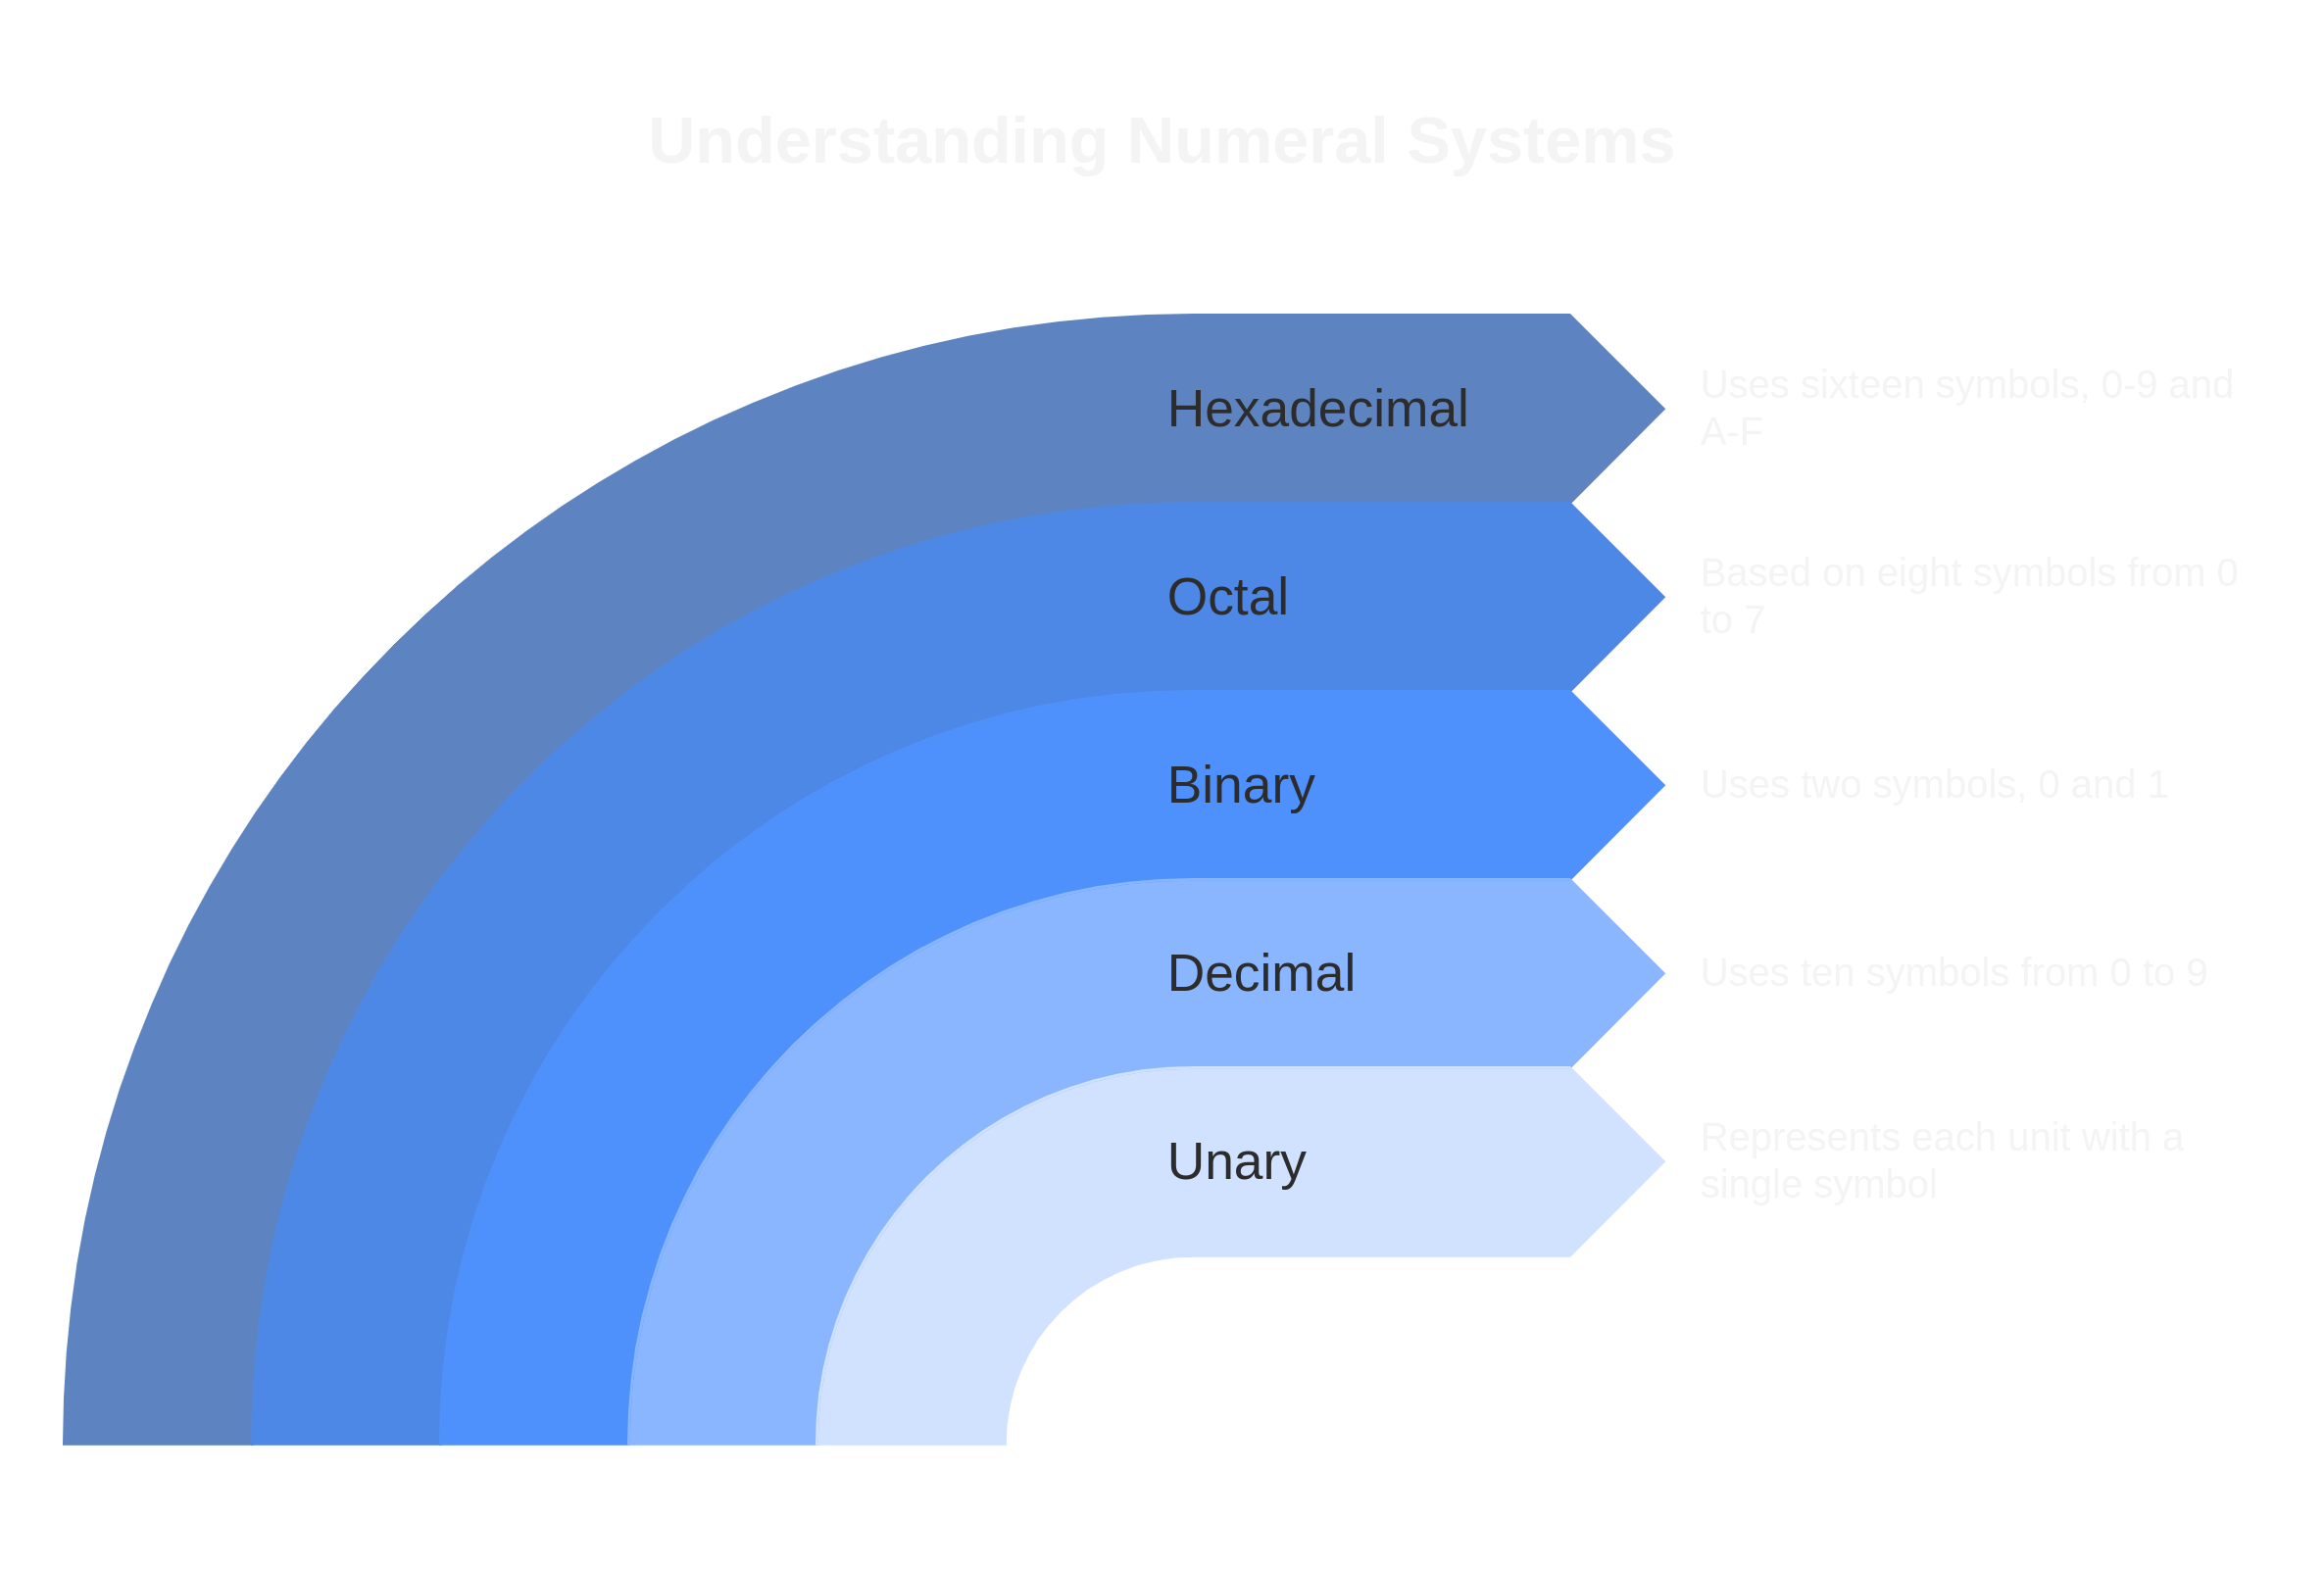 Understanding Numeral Systems
Hexadecimal
Uses sixteen symbols, 0-9 and
A-F
Octal
Based on eight symbols from 0
to 7
Binary
Uses two symbols, 0 and 1
Decimal
Uses ten symbols from 0 to 9
Unary
Represents each unit with a
single symbol